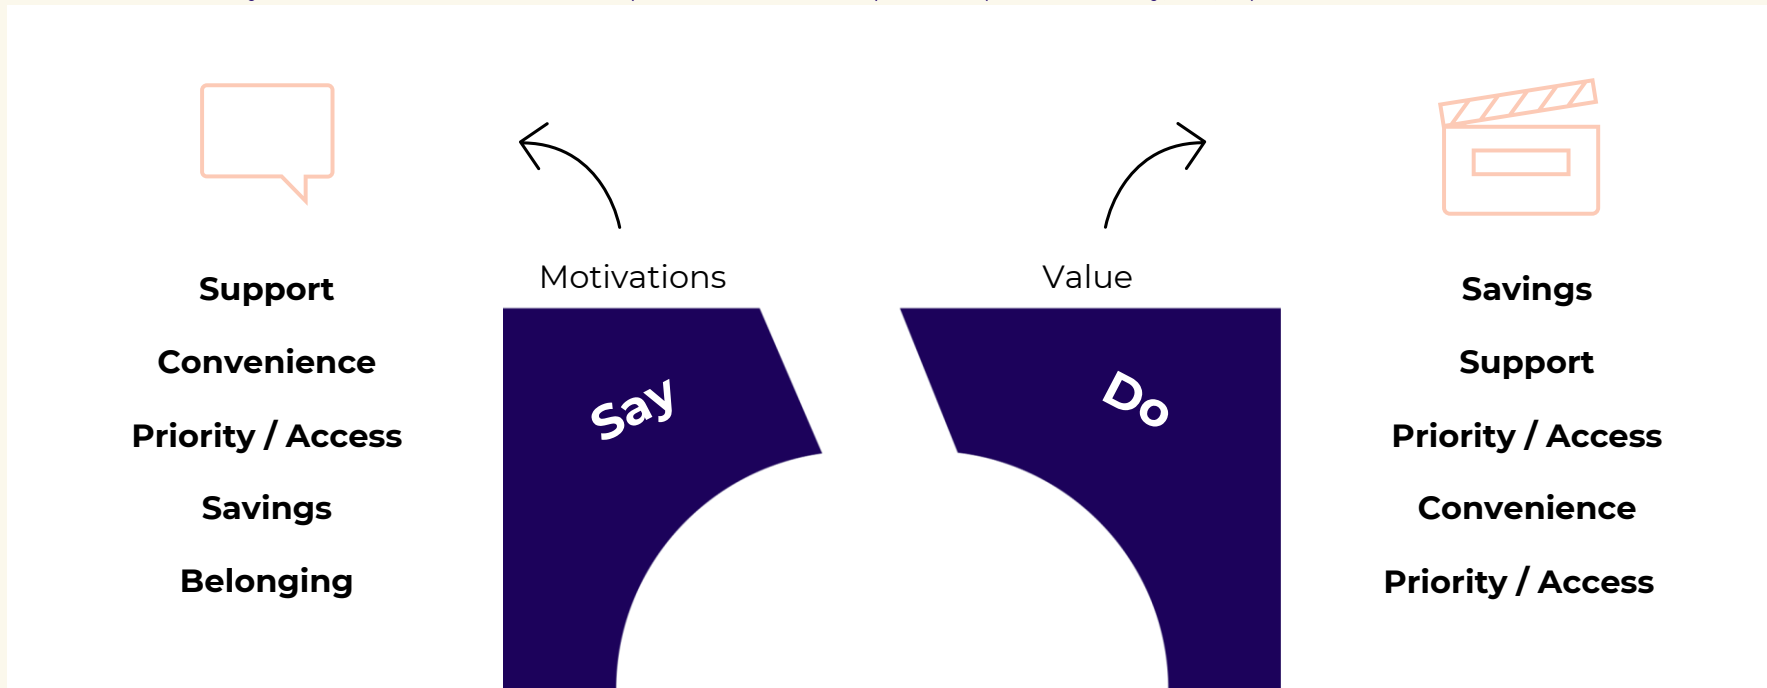 Motivations
Value
Support
Convenience
Priority / Access
Savings
Belonging
Say
Do
Savings
Support
Priority / Access
Convenience
Priority / Access